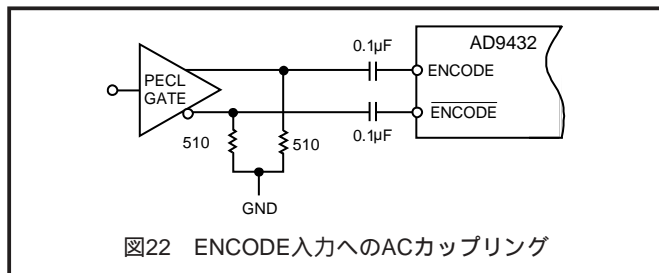 0.1µF
AD9432
PECL
GATE
ENCODE
ENCODE
0.1µF
510
510
GND
図22 ENCODE入力へのACカップリング